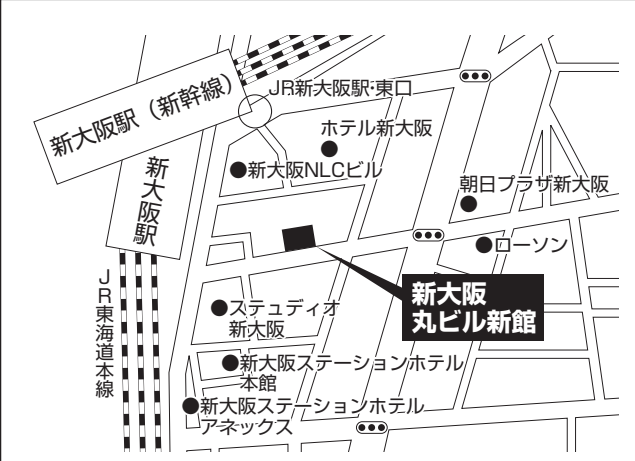 新大阪駅（新幹線）
JR新大阪駅・東口
ホテル新大阪
新大阪NLCビル
新大阪駅
朝日プラザ新大阪
ローソン
新大阪
丸ビル新館
JR東海道本線
ステュディオ
新大阪
新大阪ステーションホテル
本館
新大阪ステーションホテル
アネックス